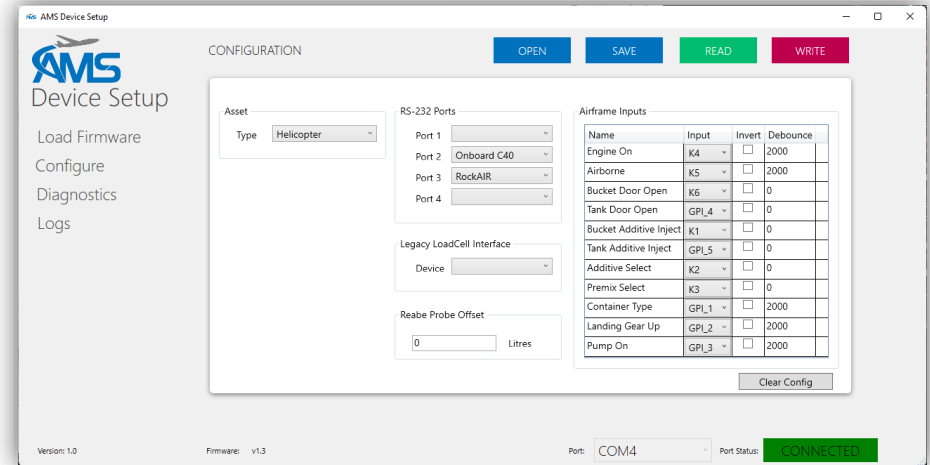 AMS Device Setup
AMS
Device Setup
Load Firmware
Configure
Diagnostics
Logs
CONFIGURATION
OPEN SAVE READ WRITE
Asset
Type Helicopter
RS-232 Ports
Port 1
Port 2 Onboard C40
Port 3 RockAIR
Port 4
Legacy LoadCell Interface
Device
Reabe Probe Offset
0 Litres
Airframe Inputs
Name Input Invert Debounce
Engine On K4 2000
Airborne K5 2000
Bucket Door Open K6 0
Tank Door Open GPI_4 0
Bucket Additive Inject K1 0
Tank Additive Inject GPI_5 0
Additive Select K2 0
Premix Select K3 0
Container Type GPI_1 2000
Landing Gear Up GPI_2 2000
Pump On GPI_3 2000
Clear Config
Version: 1.0 Firmware: v1.3 Port: COM4 Port Status: CONNECTED